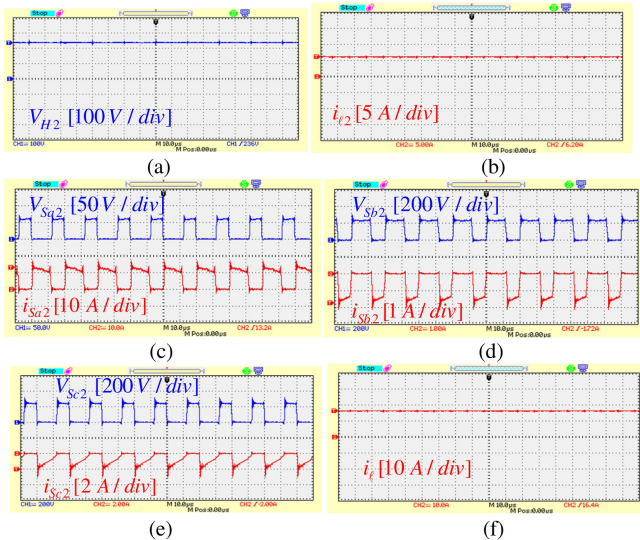 Stop
V_{H2} [100 V / div]
CH1= 100V M 10.0µs CH1/236V
M Pos:0.00µs
(a)
Stop
i_{ℓ2} [5 A / div]
CH2= 5.00A M 10.0µs CH2/6.20A
M Pos:0.00µs
(b)
Stop
V_{Sa2} [50 V / div]
i_{Sa2} [10 A / div]
CH1= 50.0V CH2= 10.0A M 10.0µs CH2/13.2A
M Pos:0.00µs
(c)
Stop
V_{Sb2} [200 V / div]
i_{Sb2} [1 A / div]
CH1= 200V CH2= 1.00A M 10.0µs CH2/-1.72A
M Pos:0.00µs
(d)
Stop
V_{Sc2} [200 V / div]
i_{Sc2} [2 A / div]
CH1= 200V CH2= 2.00A M 10.0µs CH2/-2.00A
M Pos:0.00µs
(e)
Stop
i_ℓ [10 A / div]
CH2= 10.0A M 10.0µs CH2/16.4A
M Pos:0.00µs
(f)